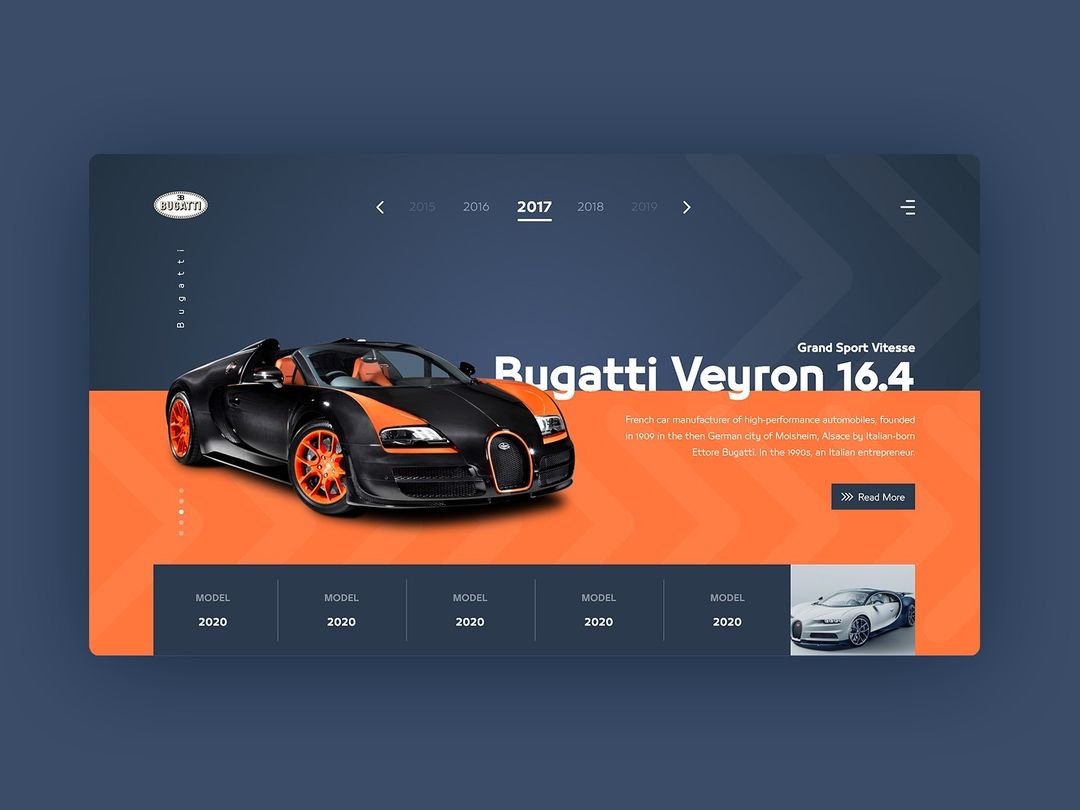 BUGATTI
2015 2016 2017 2018 2019
Bugatti
Grand Sport Vitesse
Bugatti Veyron 16.4
French car manufacturer of high-performance automobiles, founded
in 1909 in the then German city of Molsheim, Alsace by Italian-born
Ettore Bugatti. In the 1990s, an Italian entrepreneur.
Read More
MODEL MODEL MODEL MODEL MODEL
2020 2020 2020 2020 2020